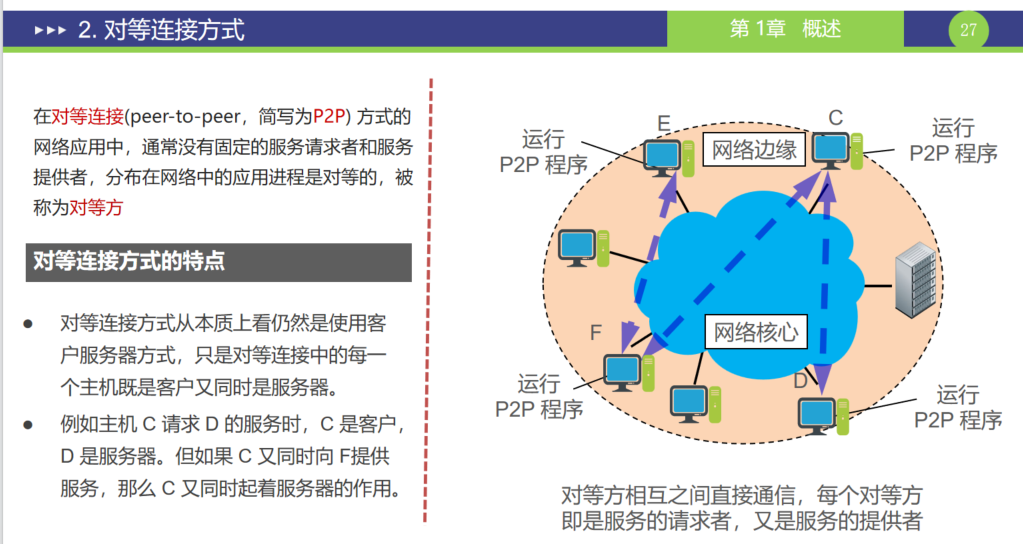 ▸▸▸ 2. 对等连接方式
第 1章 概述
27
在对等连接(peer-to-peer，简写为P2P) 方式的
网络应用中，通常没有固定的服务请求者和服务
提供者，分布在网络中的应用进程是对等的，被
称为对等方
对等连接方式的特点
● 对等连接方式从本质上看仍然是使用客
户服务器方式，只是对等连接中的每一
个主机既是客户又同时是服务器。
● 例如主机 C 请求 D 的服务时，C 是客户，
D 是服务器。但如果 C 又同时向 F提供
服务，那么 C 又同时起着服务器的作用。
运行
P2P 程序
E
网络边缘
C
运行
P2P 程序
F
网络核心
运行
P2P 程序
D
运行
P2P 程序
对等方相互之间直接通信，每个对等方
即是服务的请求者，又是服务的提供者